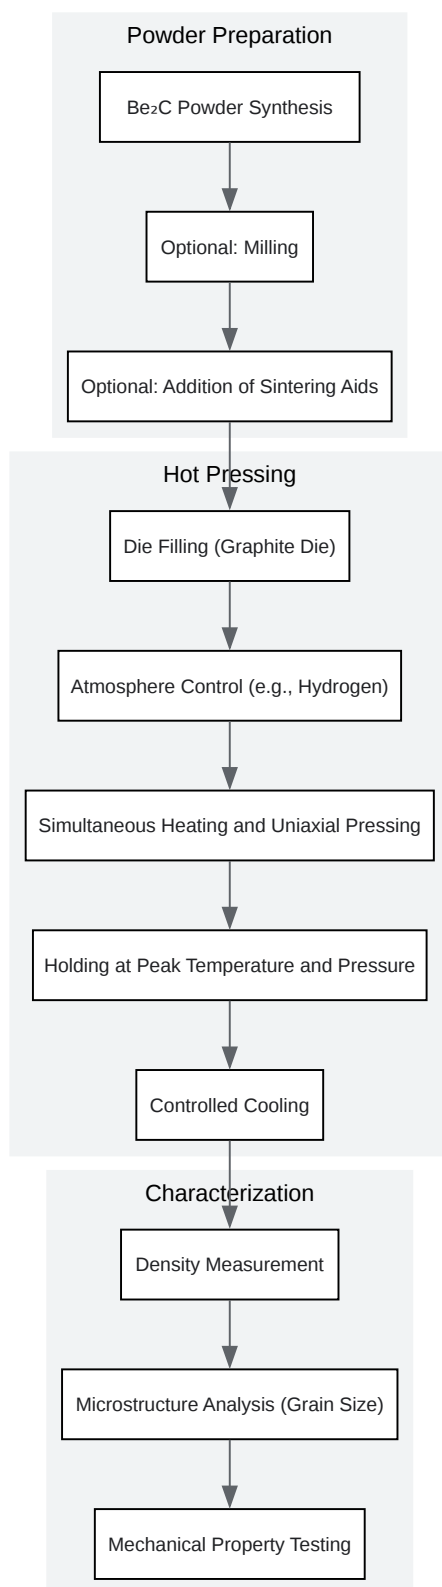 Powder Preparation
Be₂C Powder Synthesis
Optional: Milling
Optional: Addition of Sintering Aids
Hot Pressing
Die Filling (Graphite Die)
Atmosphere Control (e.g., Hydrogen)
Simultaneous Heating and Uniaxial Pressing
Holding at Peak Temperature and Pressure
Controlled Cooling
Characterization
Density Measurement
Microstructure Analysis (Grain Size)
Mechanical Property Testing